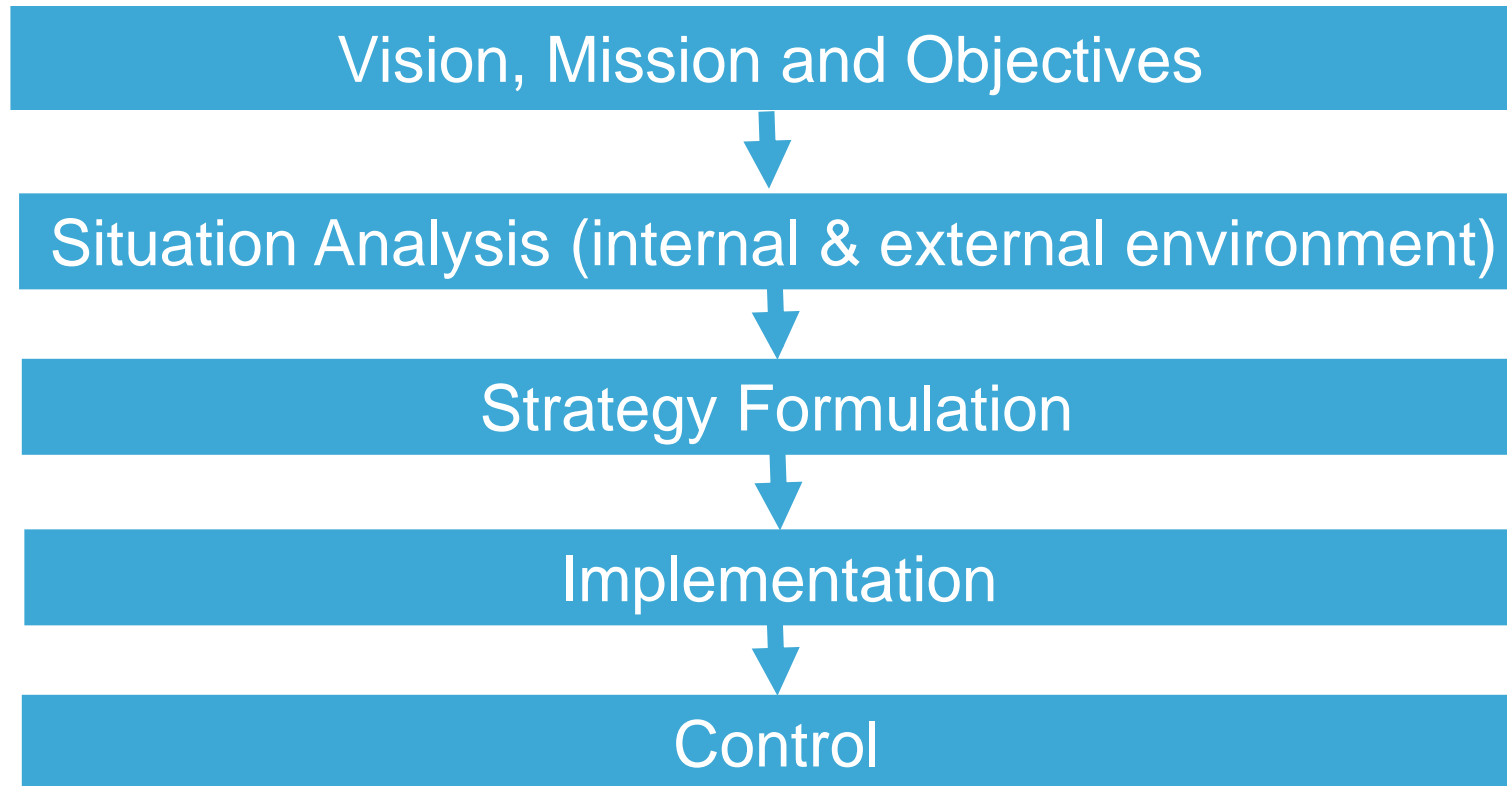 Vision, Mission and Objectives
Situation Analysis (internal & external environment)
Strategy Formulation
Implementation
Control